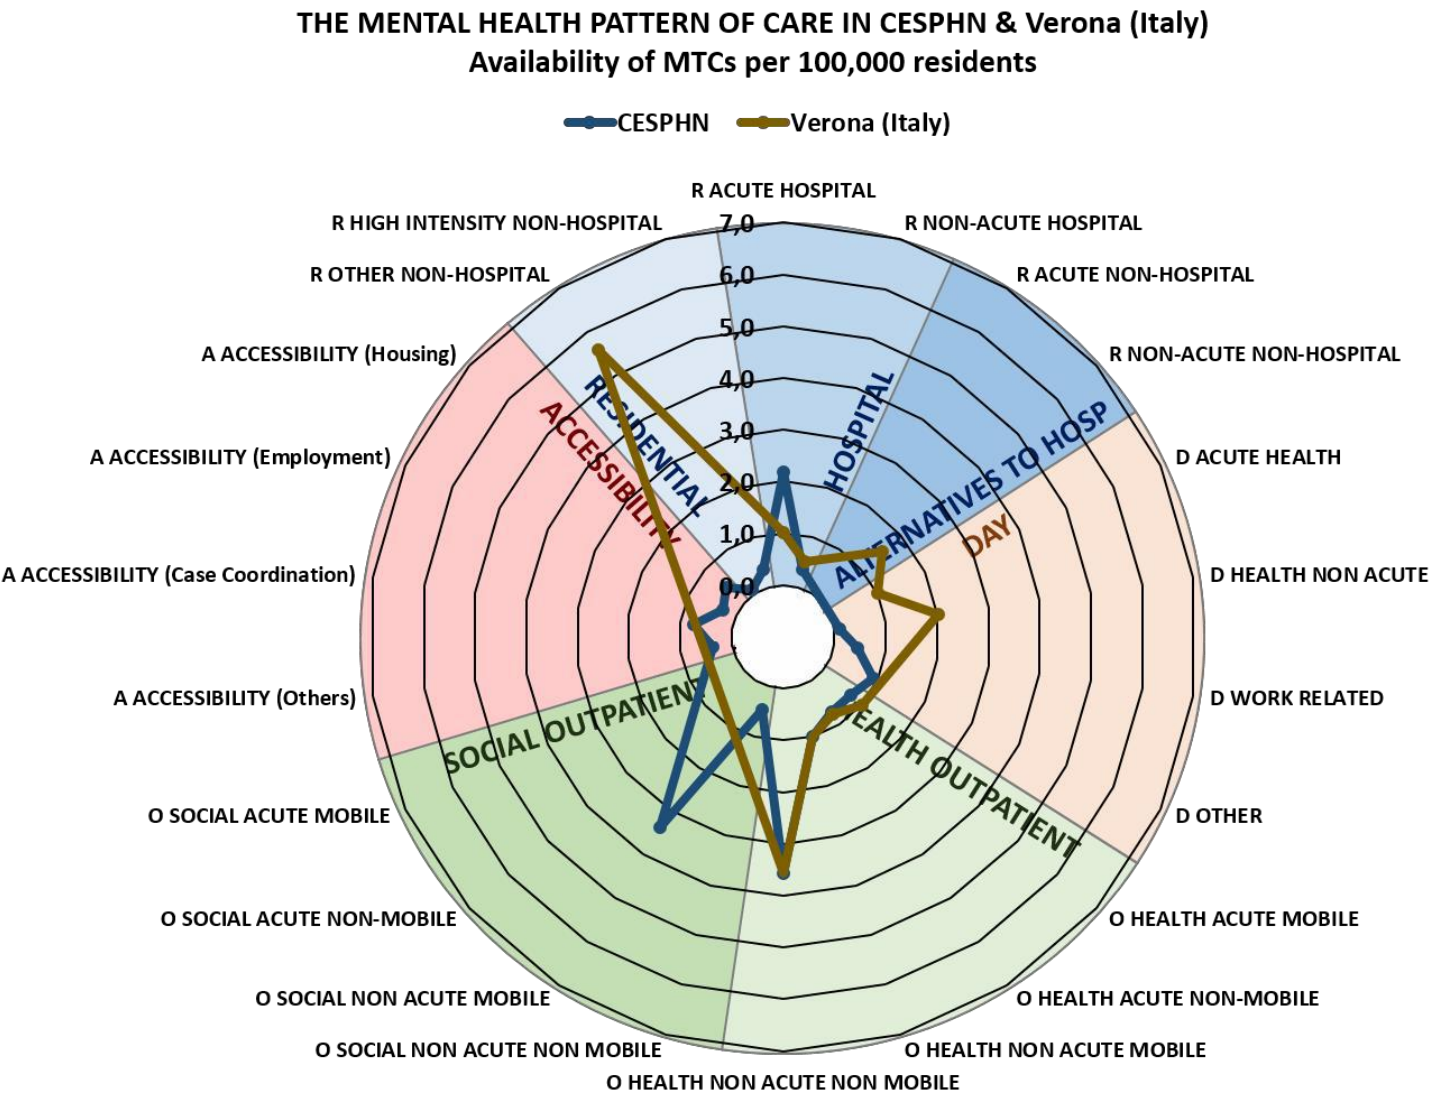 THE MENTAL HEALTH PATTERN OF CARE IN CESPHN & Verona (Italy)
Availability of MTCs per 100,000 residents
CESPHN
Verona (Italy)
R ACUTE HOSPITAL
R NON-ACUTE HOSPITAL
R ACUTE NON-HOSPITAL
R NON-ACUTE NON-HOSPITAL
D ACUTE HEALTH
D HEALTH NON ACUTE
D WORK RELATED
D OTHER
O HEALTH ACUTE MOBILE
O HEALTH ACUTE NON-MOBILE
O HEALTH NON ACUTE MOBILE
O HEALTH NON ACUTE NON MOBILE
O SOCIAL NON ACUTE NON MOBILE
O SOCIAL NON ACUTE MOBILE
O SOCIAL ACUTE NON-MOBILE
O SOCIAL ACUTE MOBILE
A ACCESSIBILITY (Others)
A ACCESSIBILITY (Case Coordination)
A ACCESSIBILITY (Employment)
A ACCESSIBILITY (Housing)
R OTHER NON-HOSPITAL
R HIGH INTENSITY NON-HOSPITAL
7,0
6,0
5,0
4,0
3,0
2,0
1,0
0,0
HOSPITAL
ALTERNATIVES TO HOSP
DAY
HEALTH OUTPATIENT
SOCIAL OUTPATIENT
ACCESSIBILITY
RESIDENTIAL